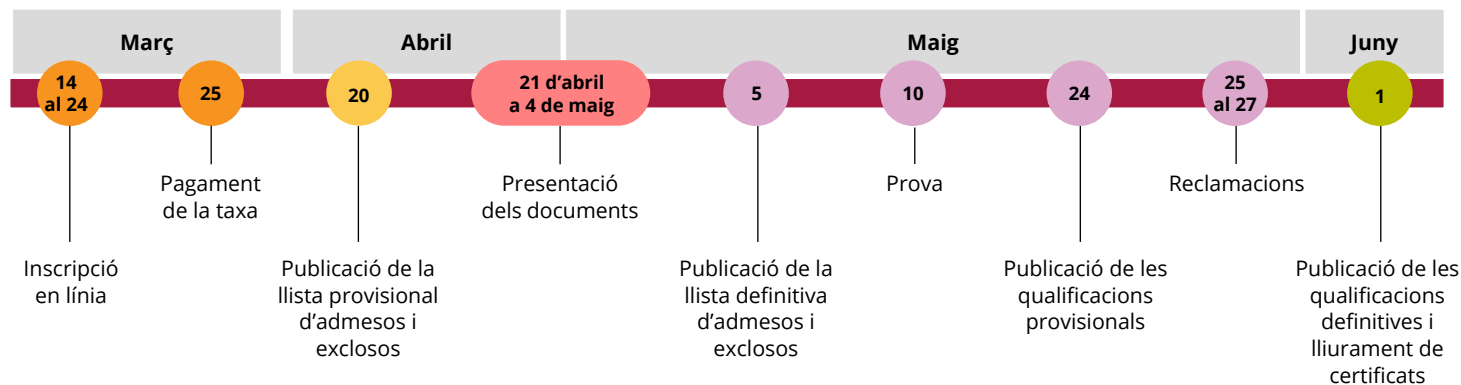 Març
Abril
Maig
Juny
14
al 24
25
20
21 d'abril
a 4 de maig
5
10
24
25
al 27
1
Inscripció
en línia
Pagament
de la taxa
Publicació de la
llista provisional
d'admesos i
exclosos
Presentació
dels documents
Publicació de la
llista definitiva
d'admesos i
exclosos
Prova
Publicació de les
qualificacions
provisionals
Reclamacions
Publicació de les
qualificacions
definitives i
lliurament de
certificats